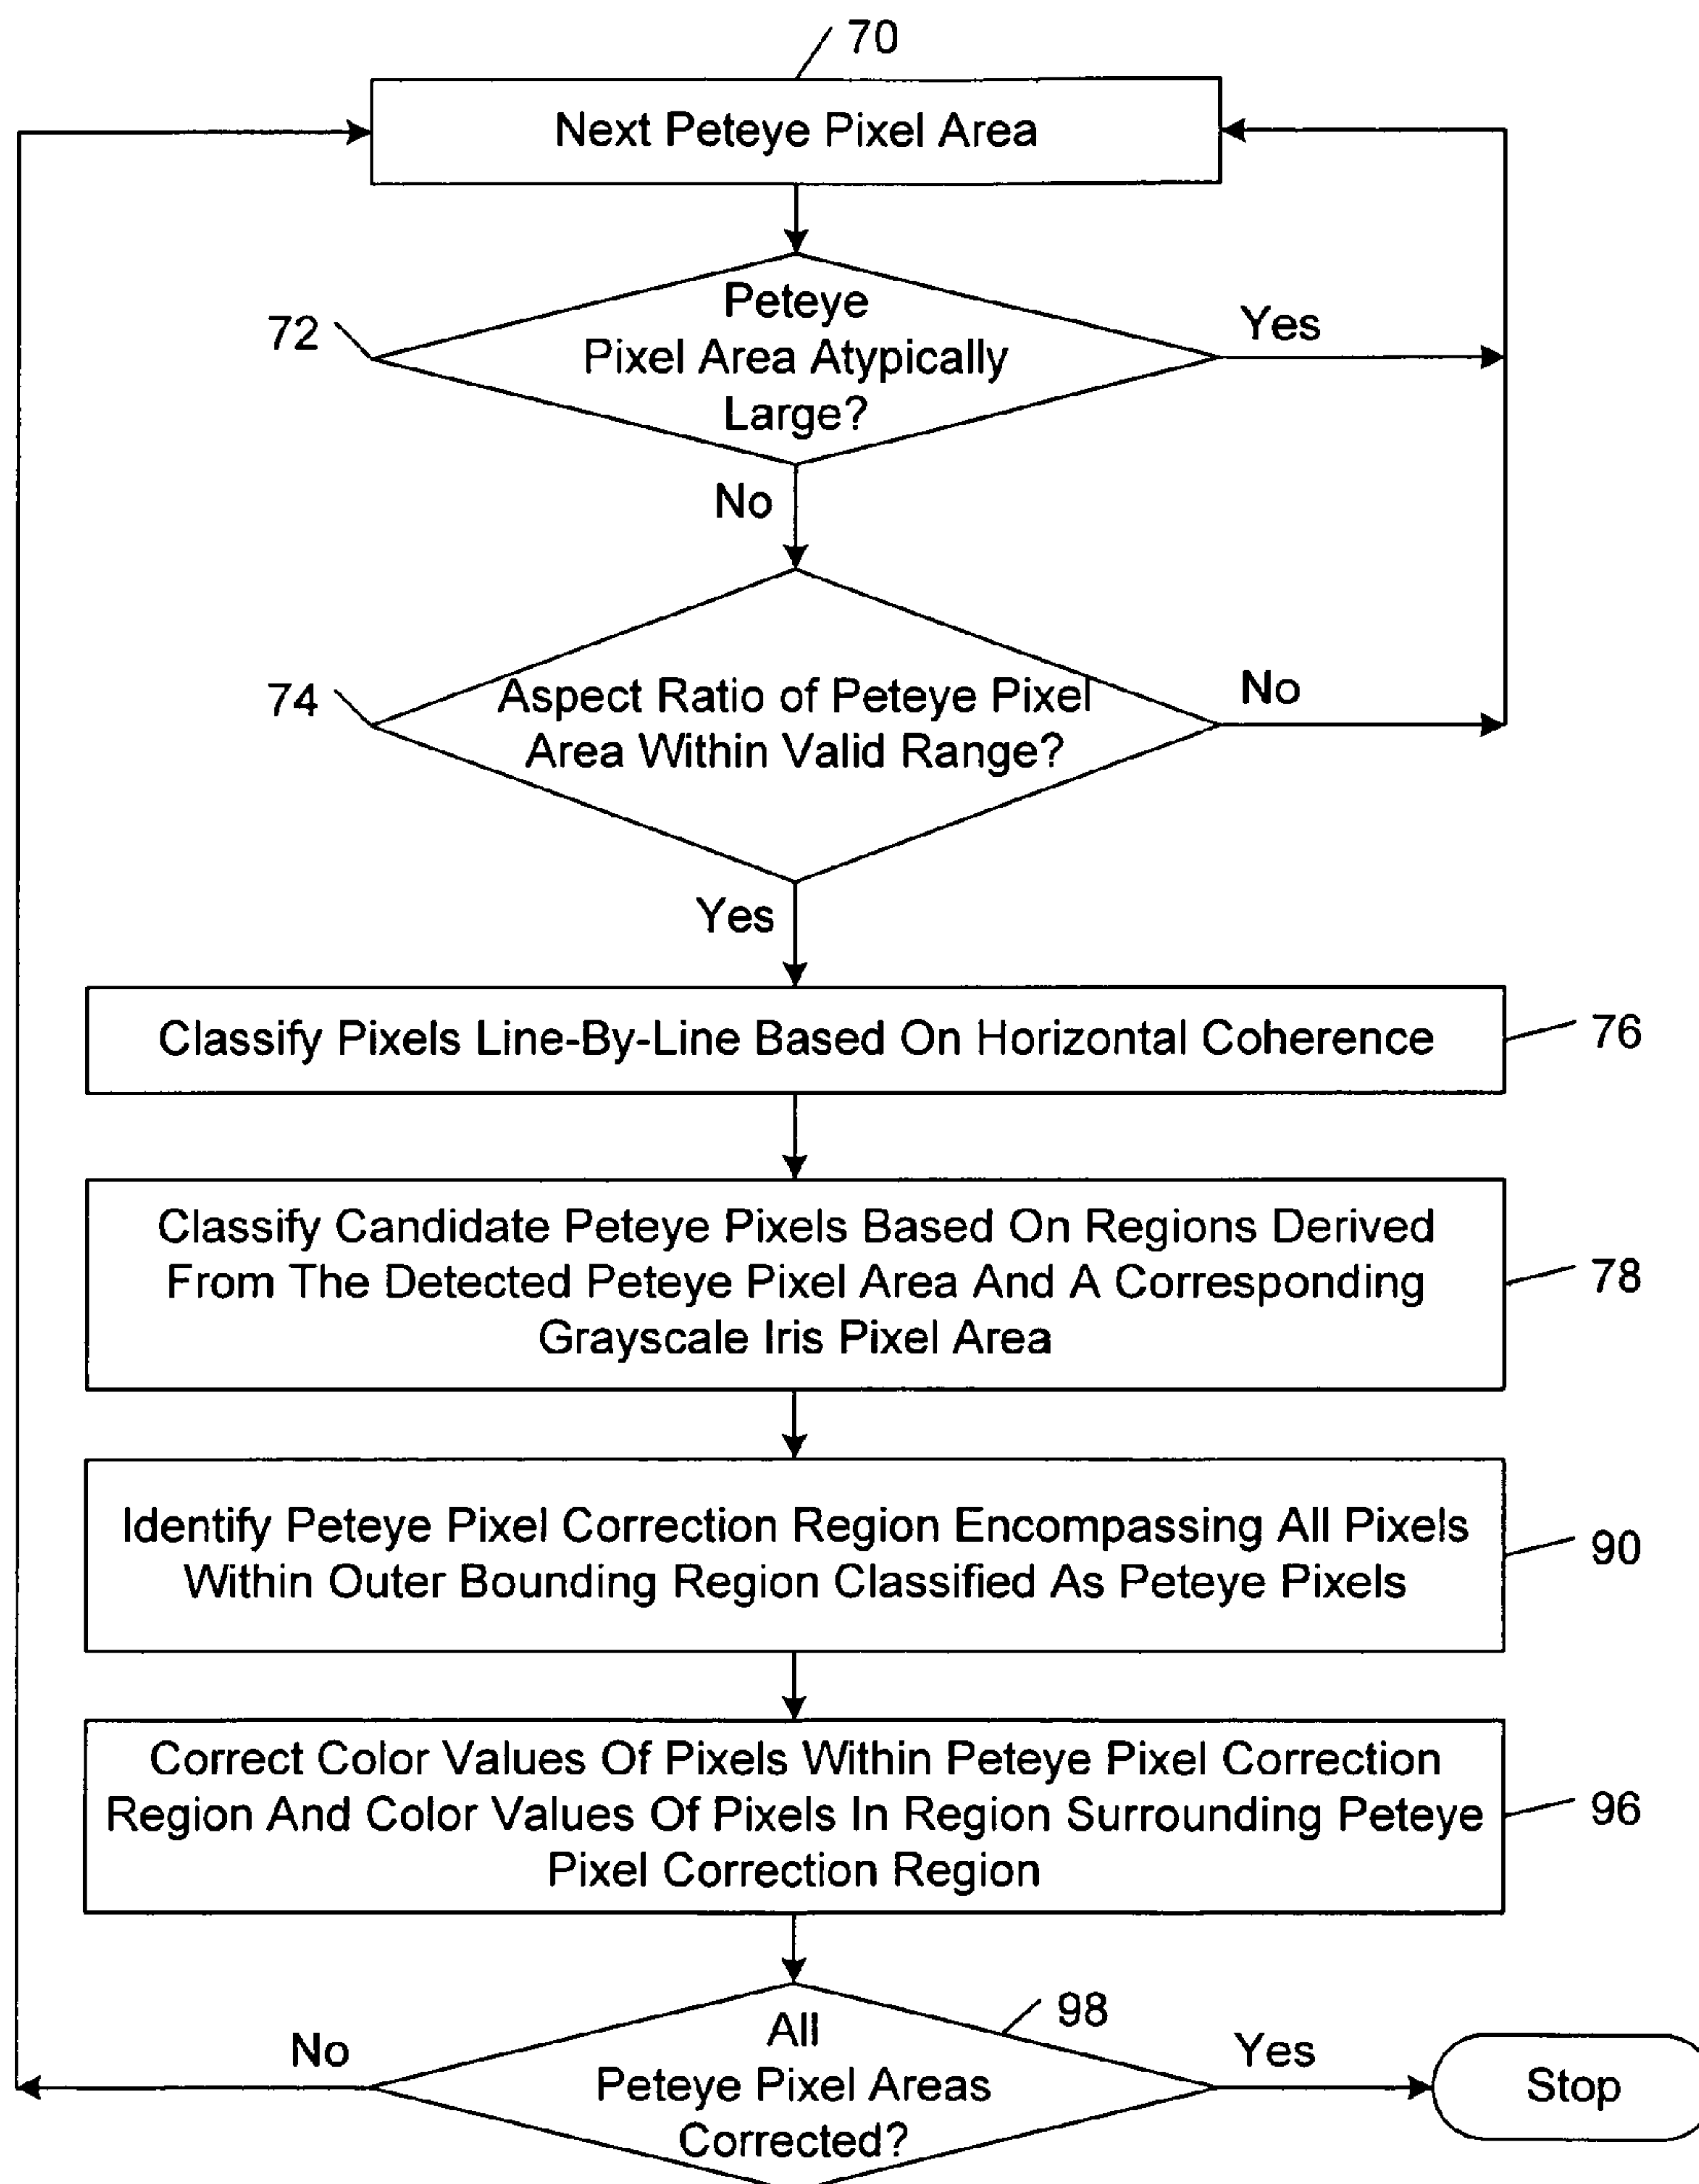 70
Next Peteye Pixel Area
72
Peteye
Pixel Area Atypically
Large?
Yes
No
74
Aspect Ratio of Peteye Pixel
Area Within Valid Range?
No
Yes
Classify Pixels Line-By-Line Based On Horizontal Coherence
76
Classify Candidate Peteye Pixels Based On Regions Derived
From The Detected Peteye Pixel Area And A Corresponding
Grayscale Iris Pixel Area
78
Identify Peteye Pixel Correction Region Encompassing All Pixels
Within Outer Bounding Region Classified As Peteye Pixels
90
Correct Color Values Of Pixels Within Peteye Pixel Correction
Region And Color Values Of Pixels In Region Surrounding Peteye
Pixel Correction Region
96
98
All
Peteye Pixel Areas
Corrected?
No
Yes
Stop